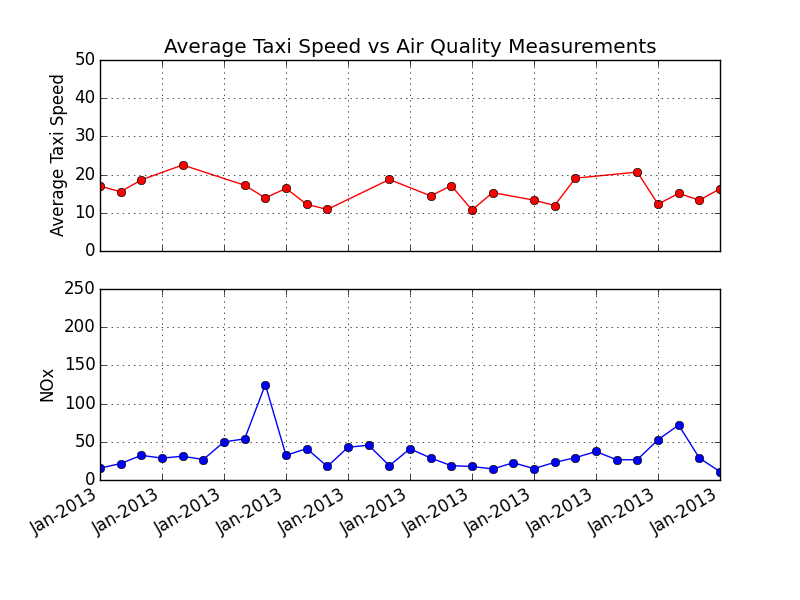 Average Taxi Speed vs Air Quality Measurements
50
40
30
20
10
0
Average Taxi Speed
250
200
150
100
50
0
NOx
Jan-2013
Jan-2013
Jan-2013
Jan-2013
Jan-2013
Jan-2013
Jan-2013
Jan-2013
Jan-2013
Jan-2013
Jan-2013